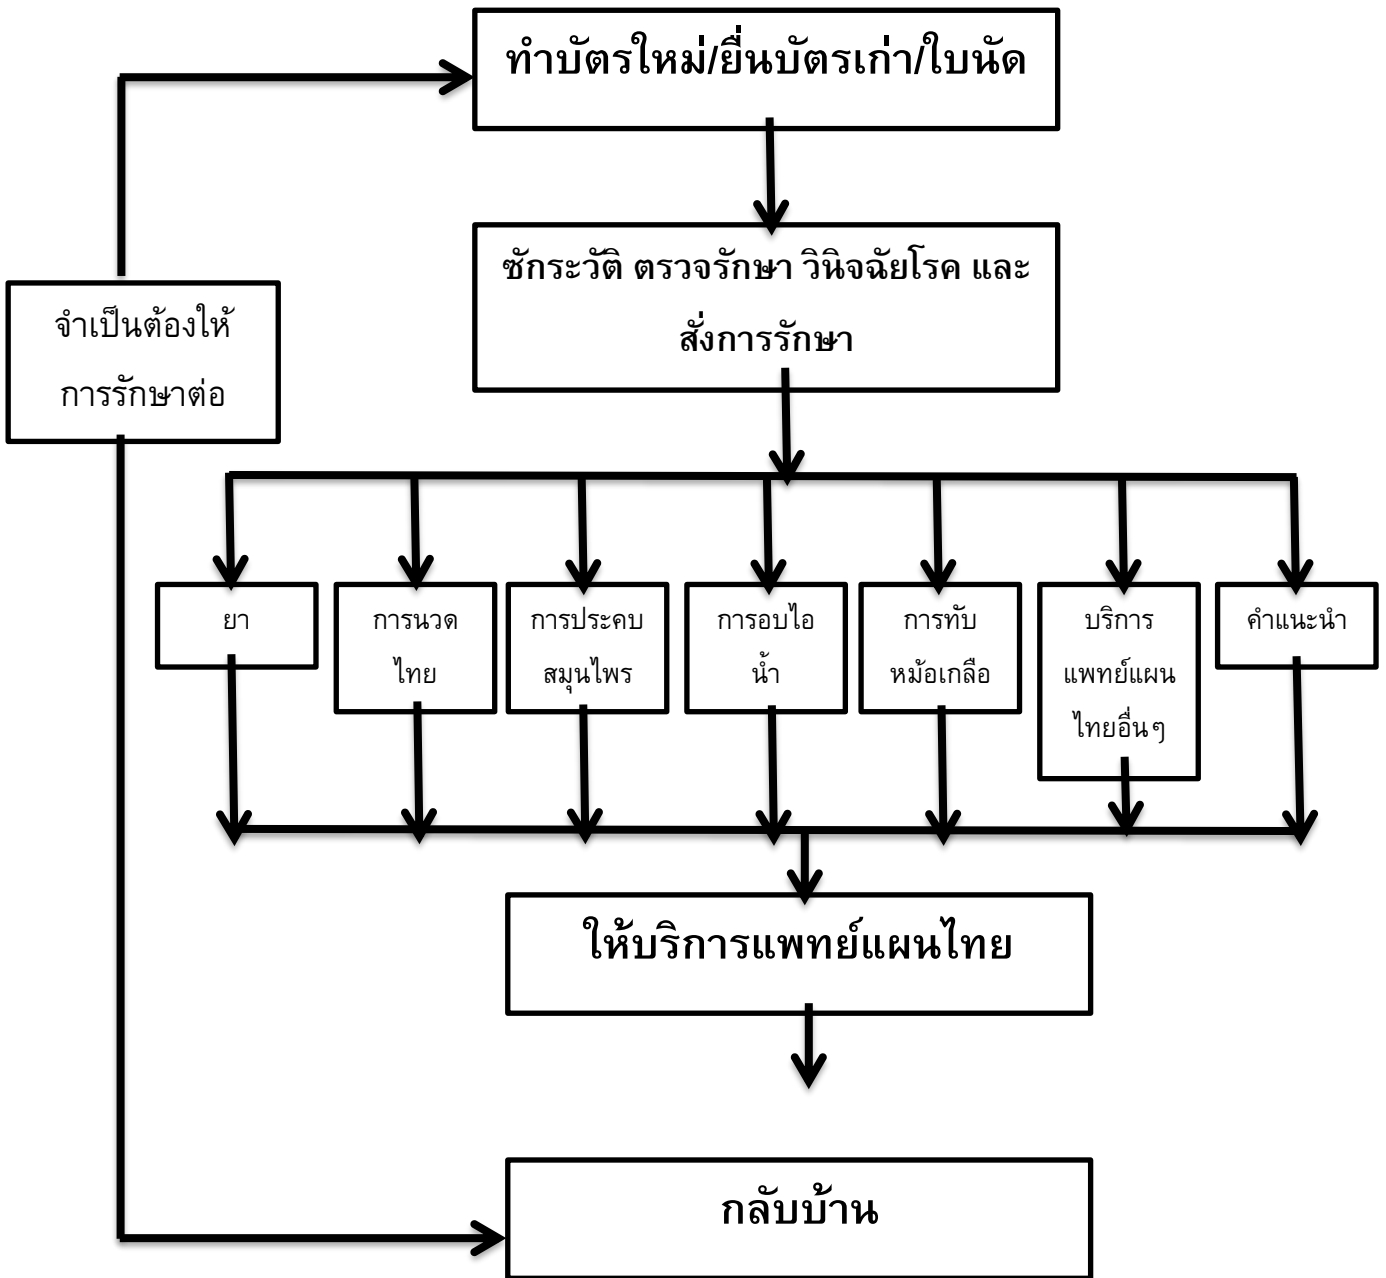 ทำบัตรใหม่/ยื่นบัตรเก่า/ใบนัด
ซักระวัติ ตรวจรักษา วินิจฉัยโรค และ
สั่งการรักษา
จำเป็นต้องให้
การรักษาต่อ
ยา
การนวด
ไทย
การประคบ
สมุนไพร
การอบไอ
น้ำ
การทับ
หม้อเกลือ
บริการ
แพทย์แผน
ไทยอื่นๆ
คำแนะนำ
ให้บริการแพทย์แผนไทย
กลับบ้าน